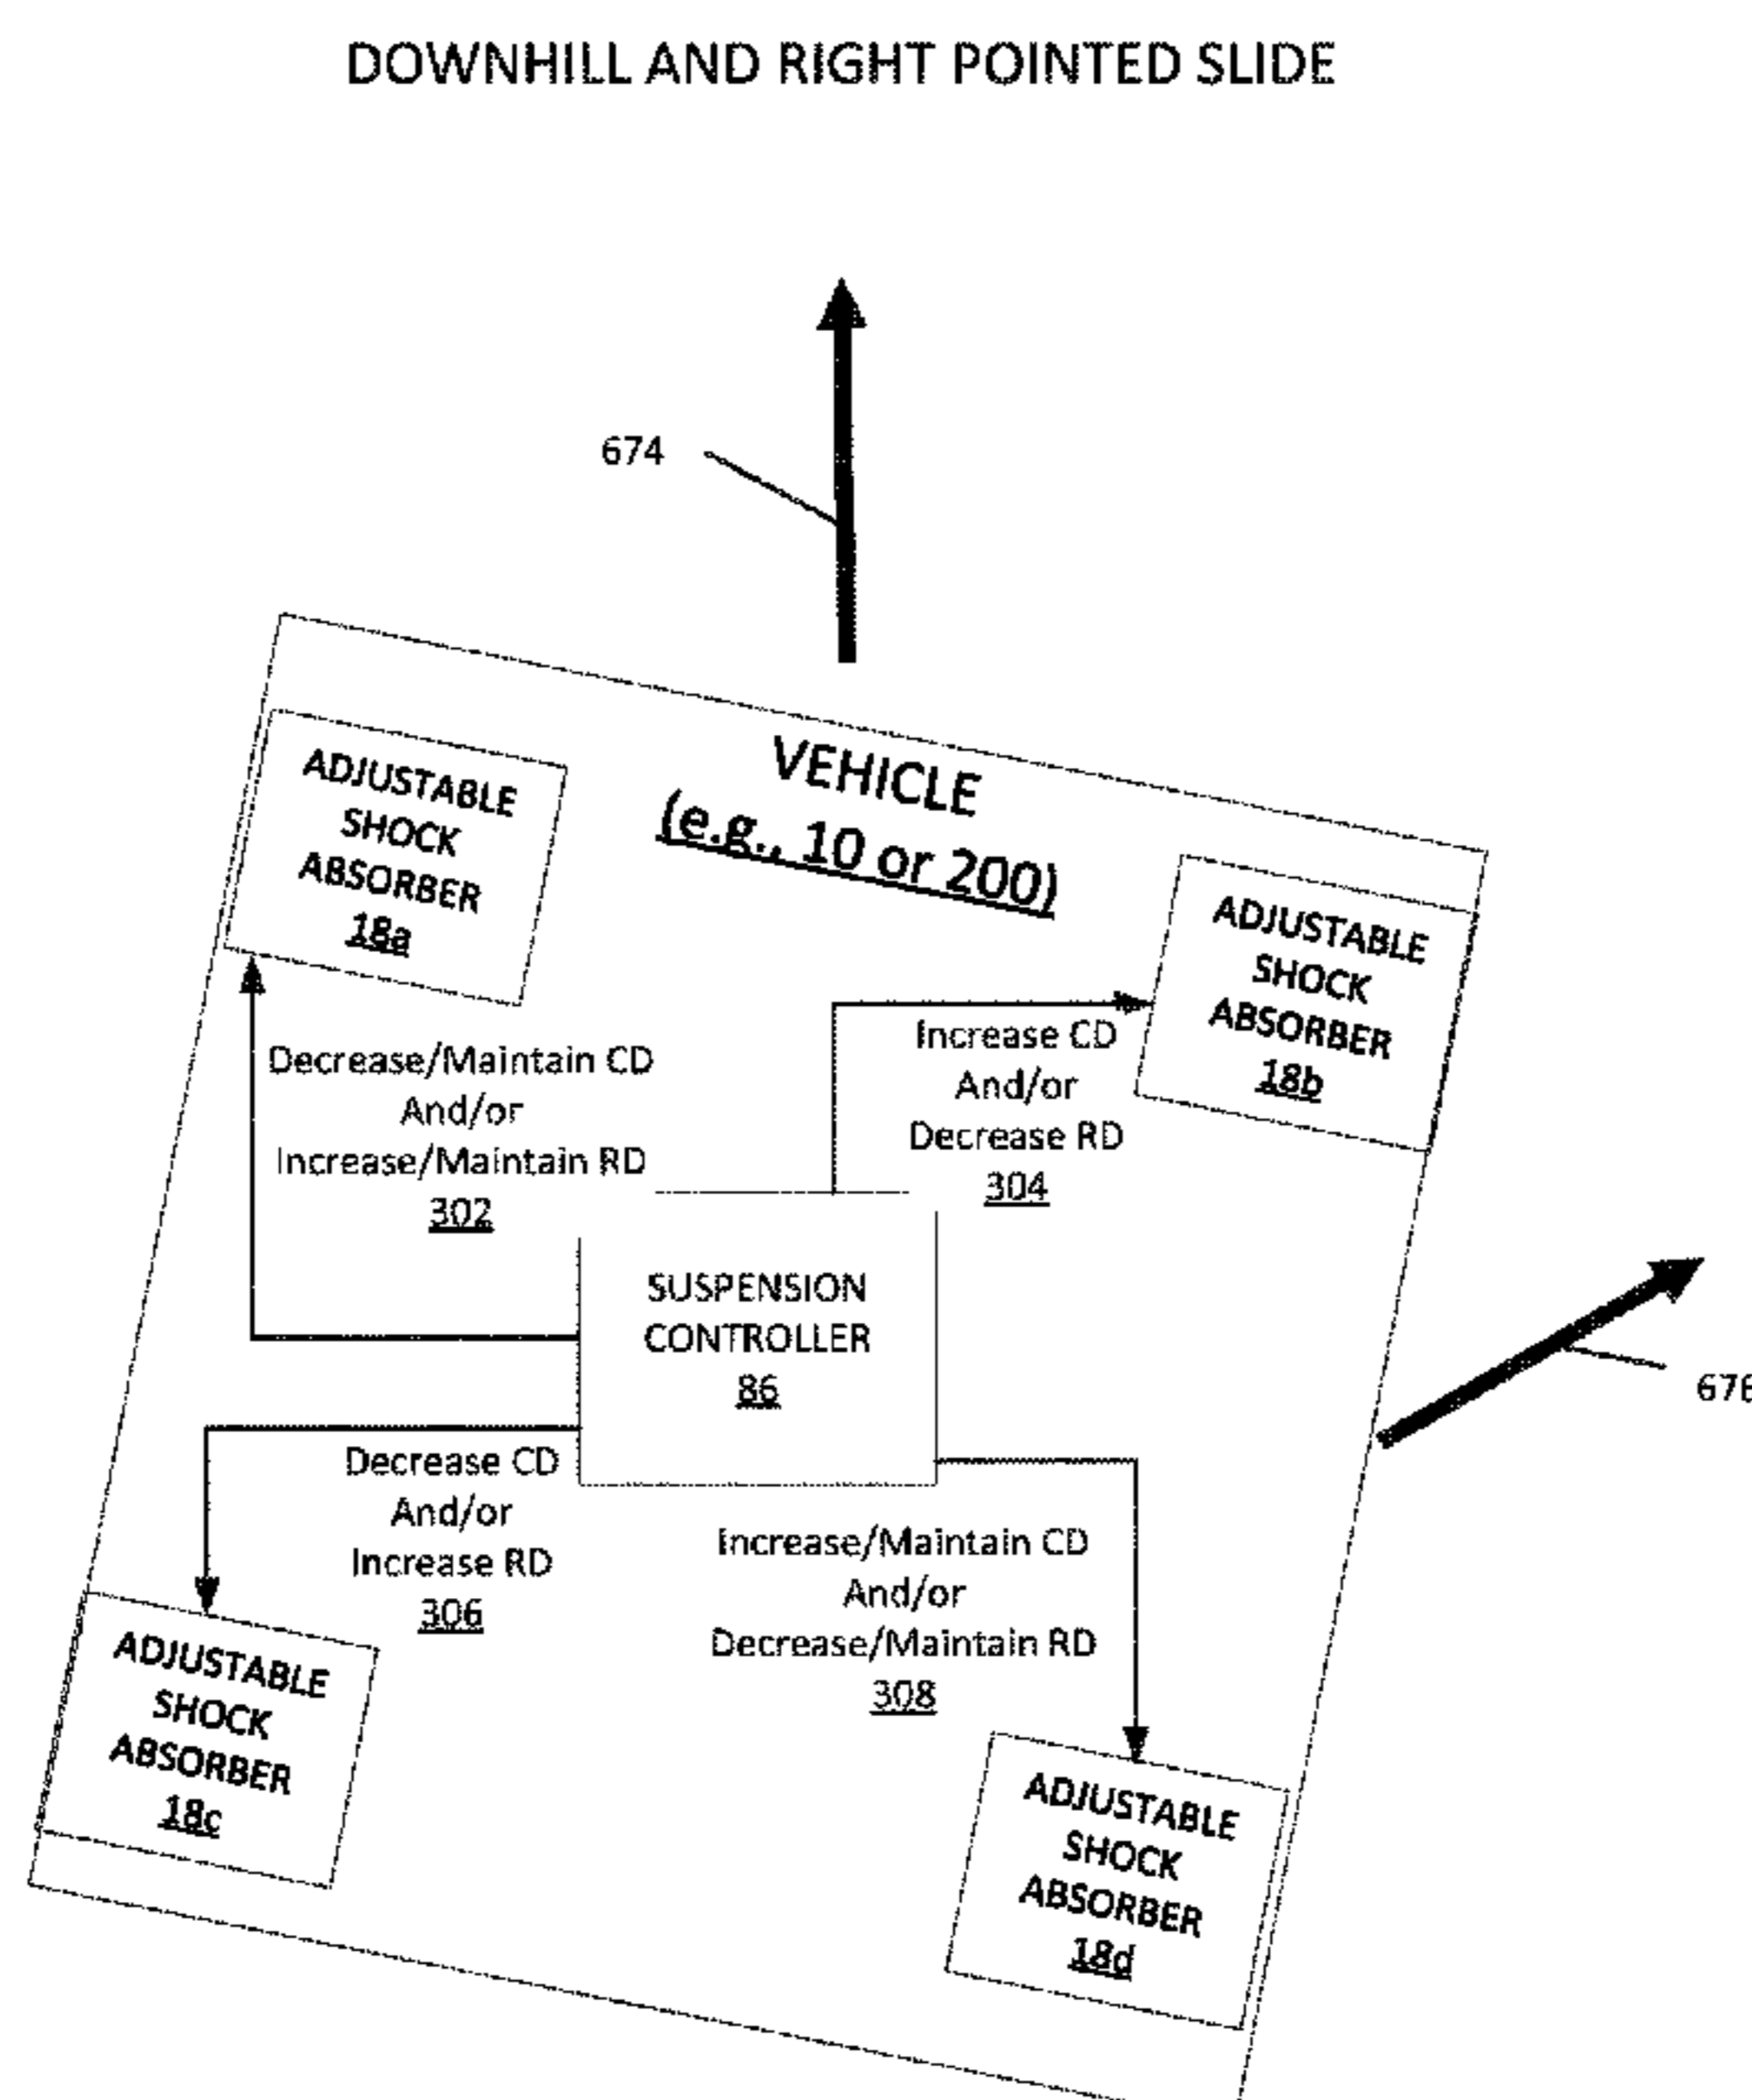 DOWNHILL AND RIGHT POINTED SLIDE
674
VEHICLE
(e.g., 10 or 200)
ADJUSTABLE
SHOCK
ABSORBER
18a
ADJUSTABLE
SHOCK
ABSORBER
18b
Decrease/Maintain CD
And/or
Increase/Maintain RD
302
Increase CD
And/or
Decrease RD
304
SUSPENSION
CONTROLLER
86
676
Decrease CD
And/or
Increase RD
306
Increase/Maintain CD
And/or
Decrease/Maintain RD
308
ADJUSTABLE
SHOCK
ABSORBER
18c
ADJUSTABLE
SHOCK
ABSORBER
18d